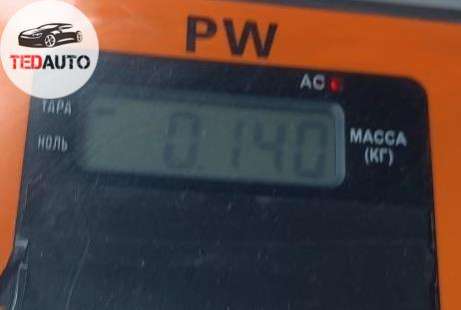 TEDAUTO
PW
AC
ТАРА
НОЛЬ
0.140
МАССА
(КГ)